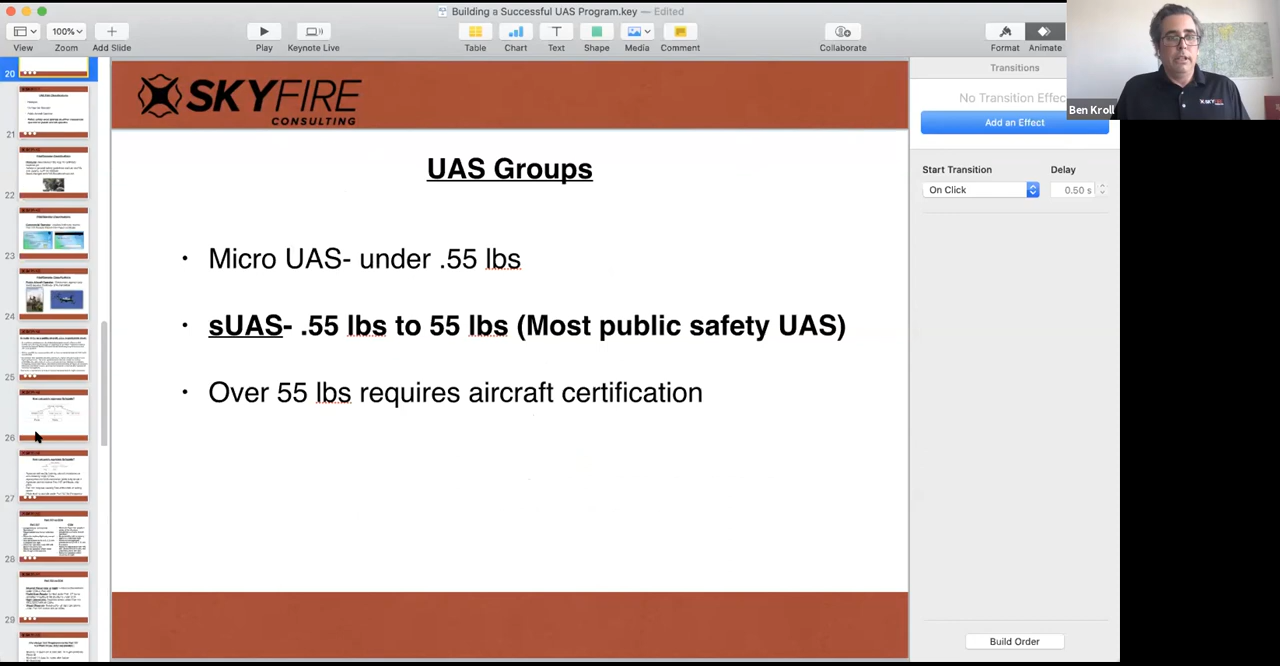 Building a Successful UAS Program.key — Edited
View
100%
Zoom
Add Slide
Play
Keynote Live
Table
Chart
Text
Shape
Media
Comment
Collaborate
Format
Animate
Transitions
No Transition Effec
Add an Effect
Start Transition
Delay
On Click
0.50 s
Build Order
Ben Kroll
SKYFIRE
CONSULTING
UAS Groups
• Micro UAS- under .55 lbs
• sUAS- .55 lbs to 55 lbs (Most public safety UAS)
• Over 55 lbs requires aircraft certification
20
21
22
23
24
25
26
27
28
29